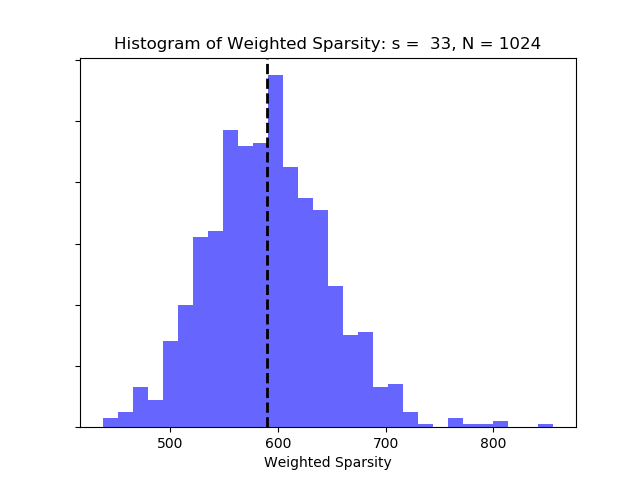 Histogram of Weighted Sparsity: s =  33, N = 1024
500 600 700 800
Weighted Sparsity